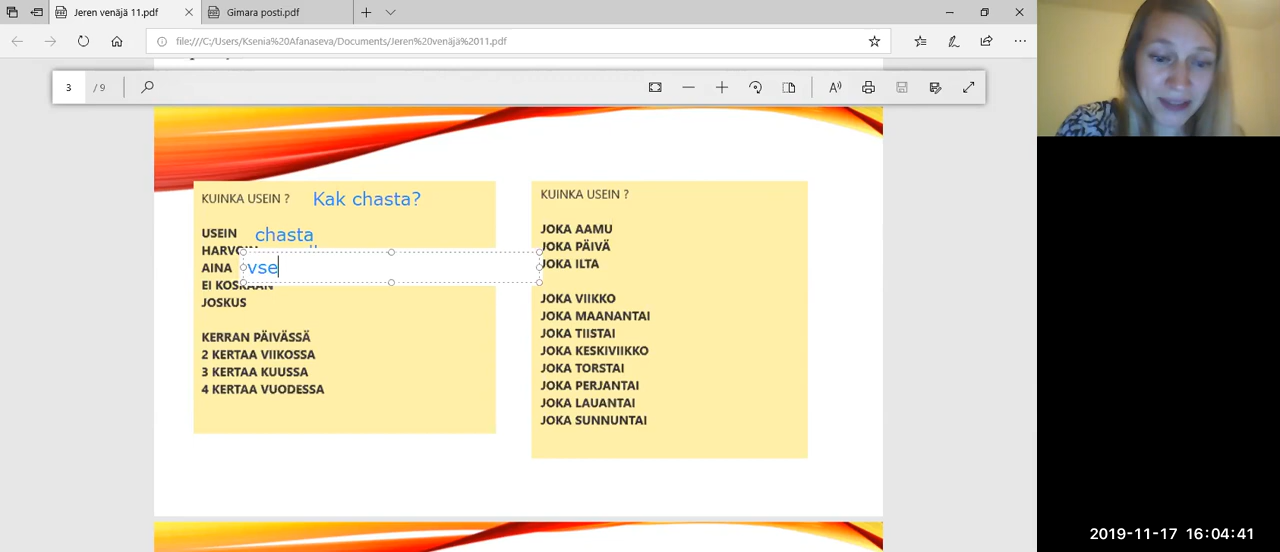 Jeren venäjä 11.pdf
Gimara posti.pdf
file:///C:/Users/Ksenia%20Afanaseva/Documents/Jeren%20venäjä%2011.pdf
3 / 9
KUINKA USEIN ? Kak chasta?
USEIN chasta
HARVOIN
AINA vse
EI KOSKAAN
JOSKUS
KERRAN PÄIVÄSSÄ
2 KERTAA VIIKOSSA
3 KERTAA KUUSSA
4 KERTAA VUODESSA
KUINKA USEIN ?
JOKA AAMU
JOKA PÄIVÄ
JOKA ILTA
JOKA VIIKKO
JOKA MAANANTAI
JOKA TIISTAI
JOKA KESKIVIIKKO
JOKA TORSTAI
JOKA PERJANTAI
JOKA LAUANTAI
JOKA SUNNUNTAI
2019-11-17 16:04:41